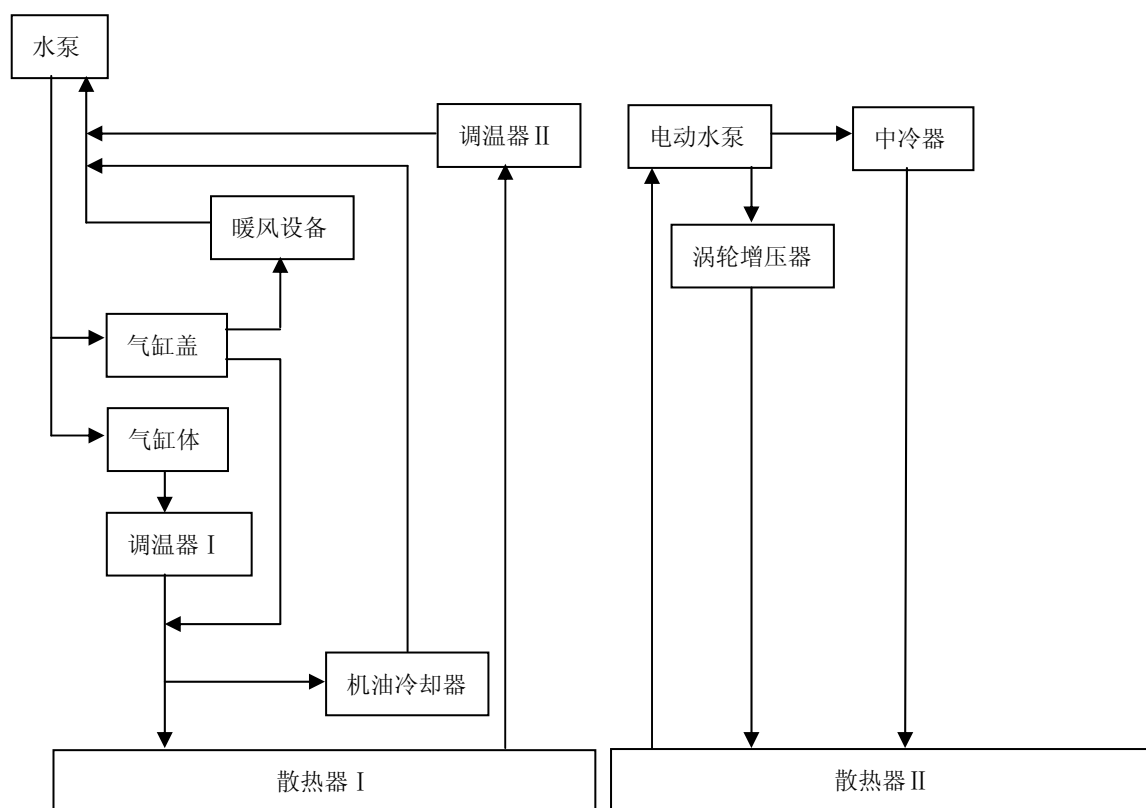 水泵
调温器Ⅱ
电动水泵
中冷器
暖风设备
涡轮增压器
气缸盖
气缸体
调温器Ⅰ
机油冷却器
散热器Ⅰ
散热器Ⅱ